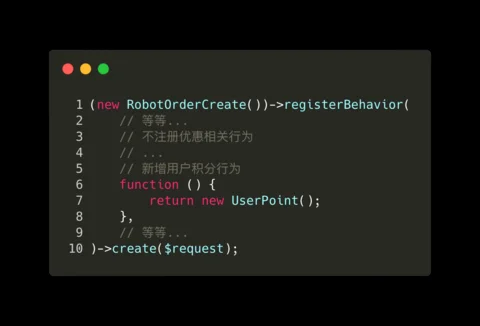 1 (new RobotOrderCreate())->registerBehavior(
2     // 等等...
3     // 不注册优惠相关行为
4     // ...
5     // 新增用户积分行为
6     function () {
7         return new UserPoint();
8     },
9     // 等等...
10 )->create($request);